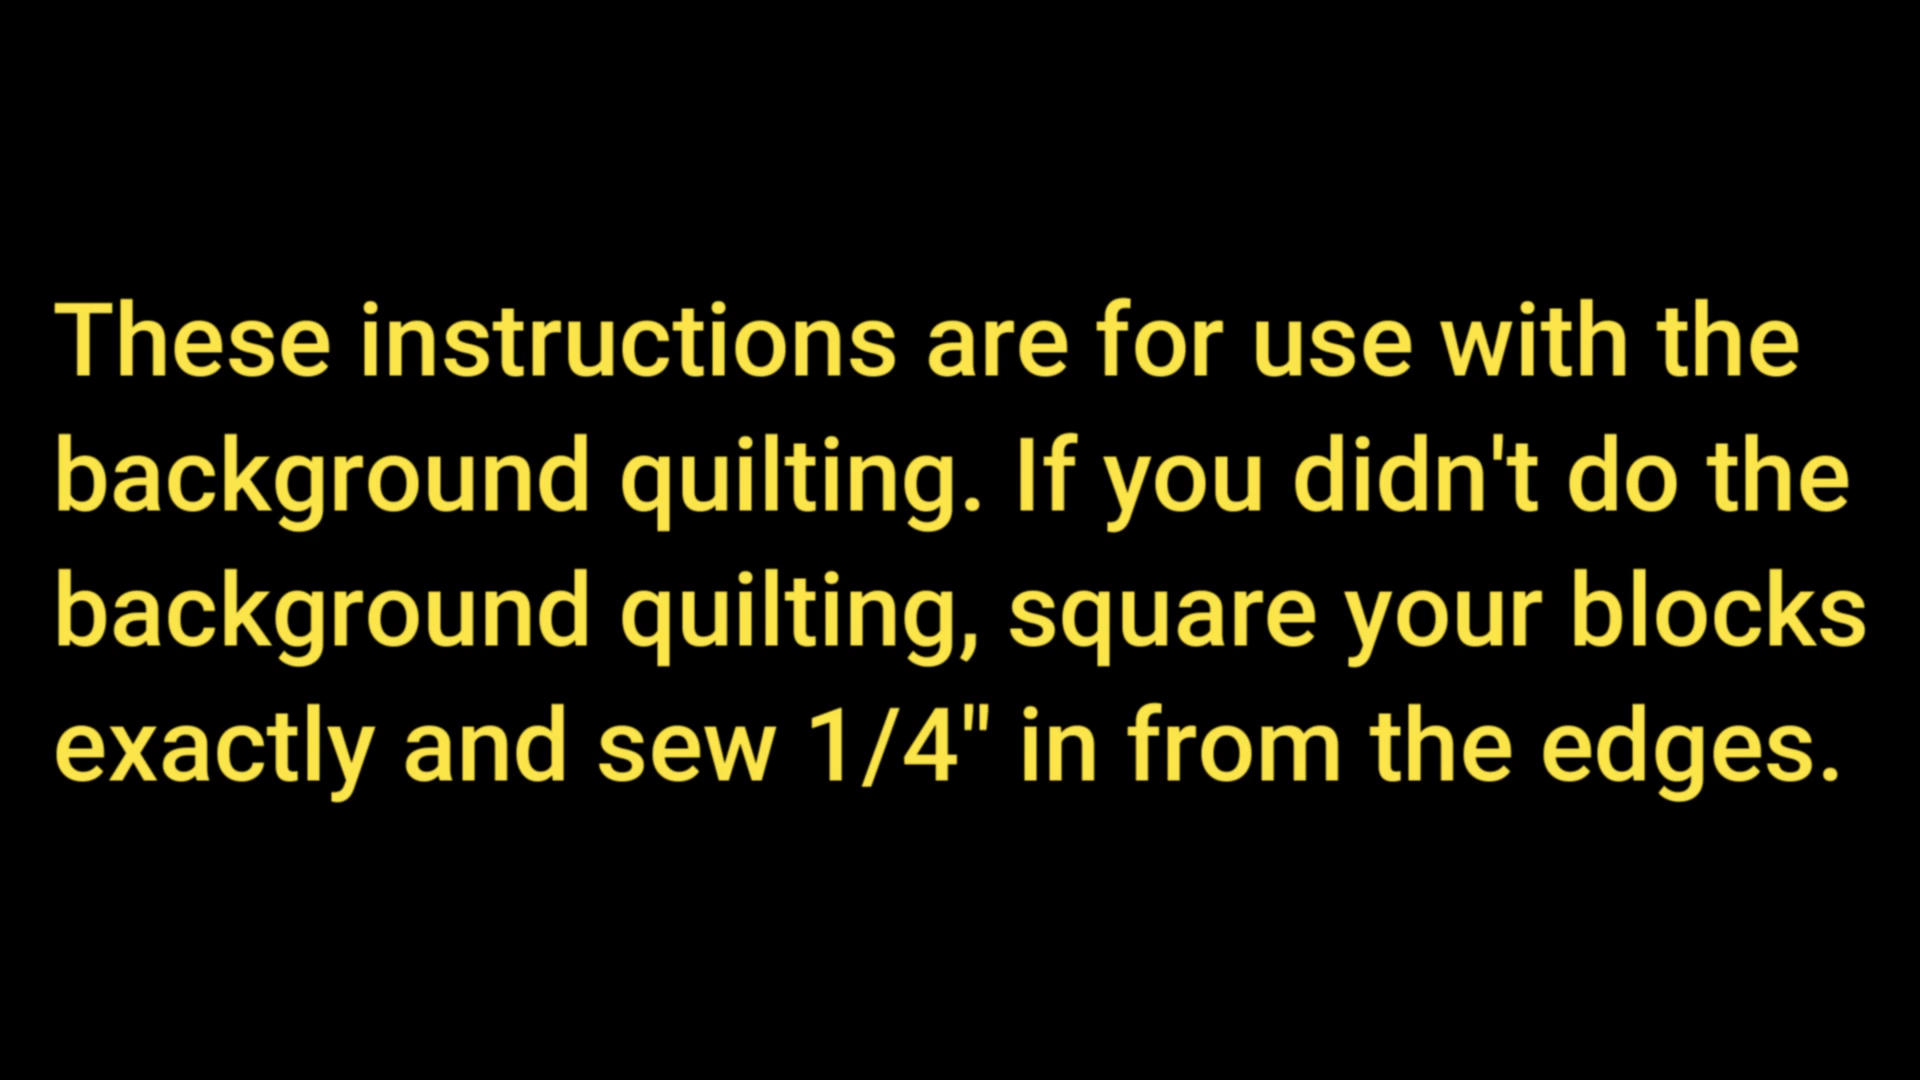 These instructions are for use with the
background quilting. If you didn't do the
background quilting, square your blocks
exactly and sew 1/4" in from the edges.